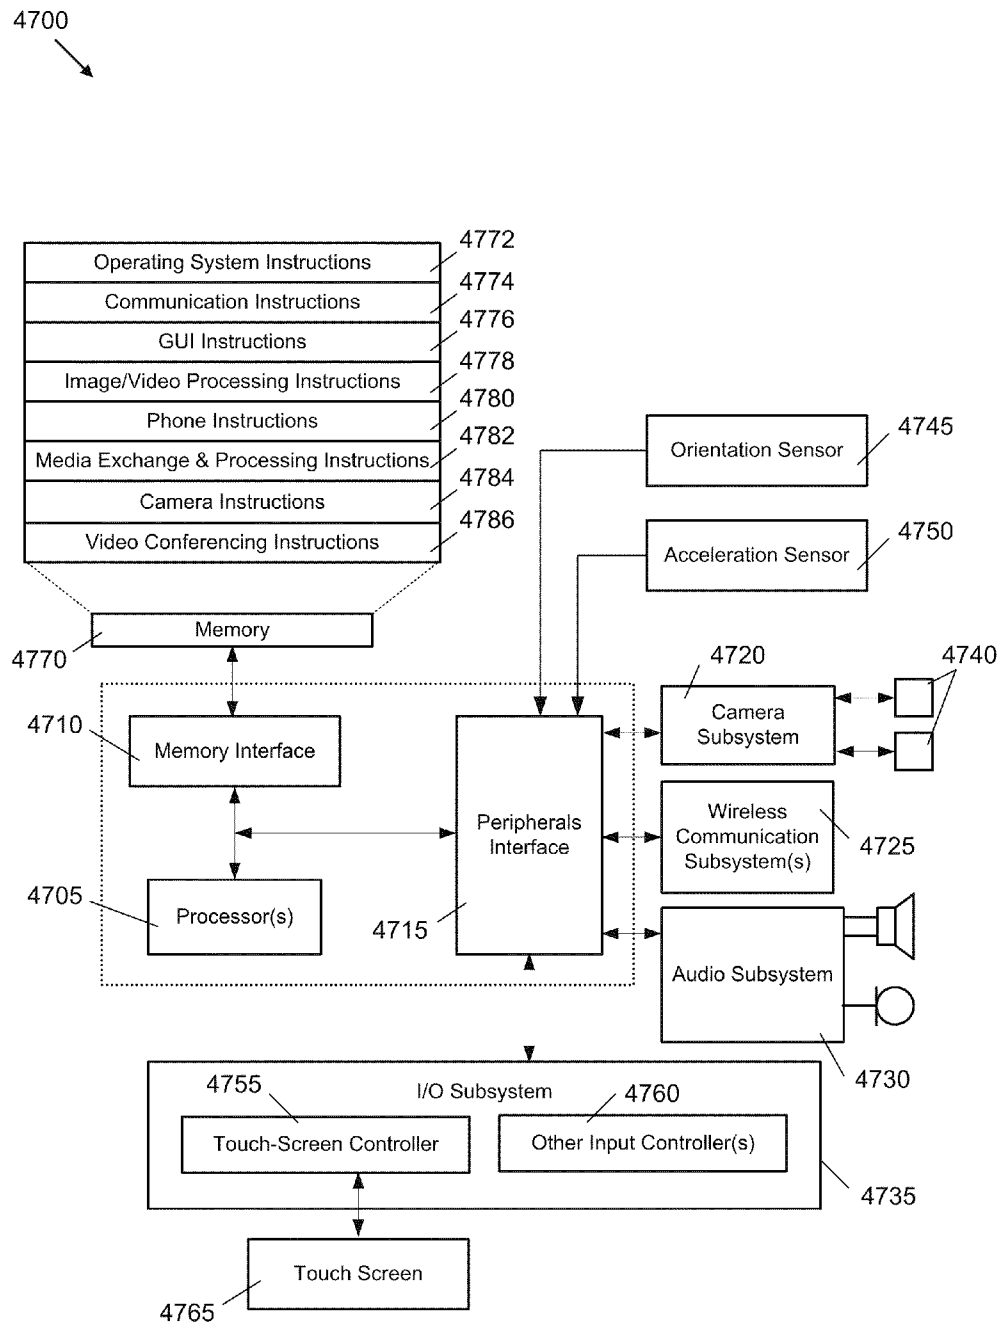 4700
4772
Operating System Instructions
4774
Communication Instructions
4776
GUI Instructions
4778
Image/Video Processing Instructions
4780
Phone Instructions
4782
Media Exchange & Processing Instructions
4784
Camera Instructions
4786
Video Conferencing Instructions
Memory
4770
Orientation Sensor
4745
Acceleration Sensor
4750
4710
Memory Interface
4705
Processor(s)
Peripherals
Interface
4715
4720
Camera
Subsystem
4740
Wireless
Communication
Subsystem(s)
4725
Audio Subsystem
4730
I/O Subsystem
4755
Touch-Screen Controller
4760
Other Input Controller(s)
4735
Touch Screen
4765